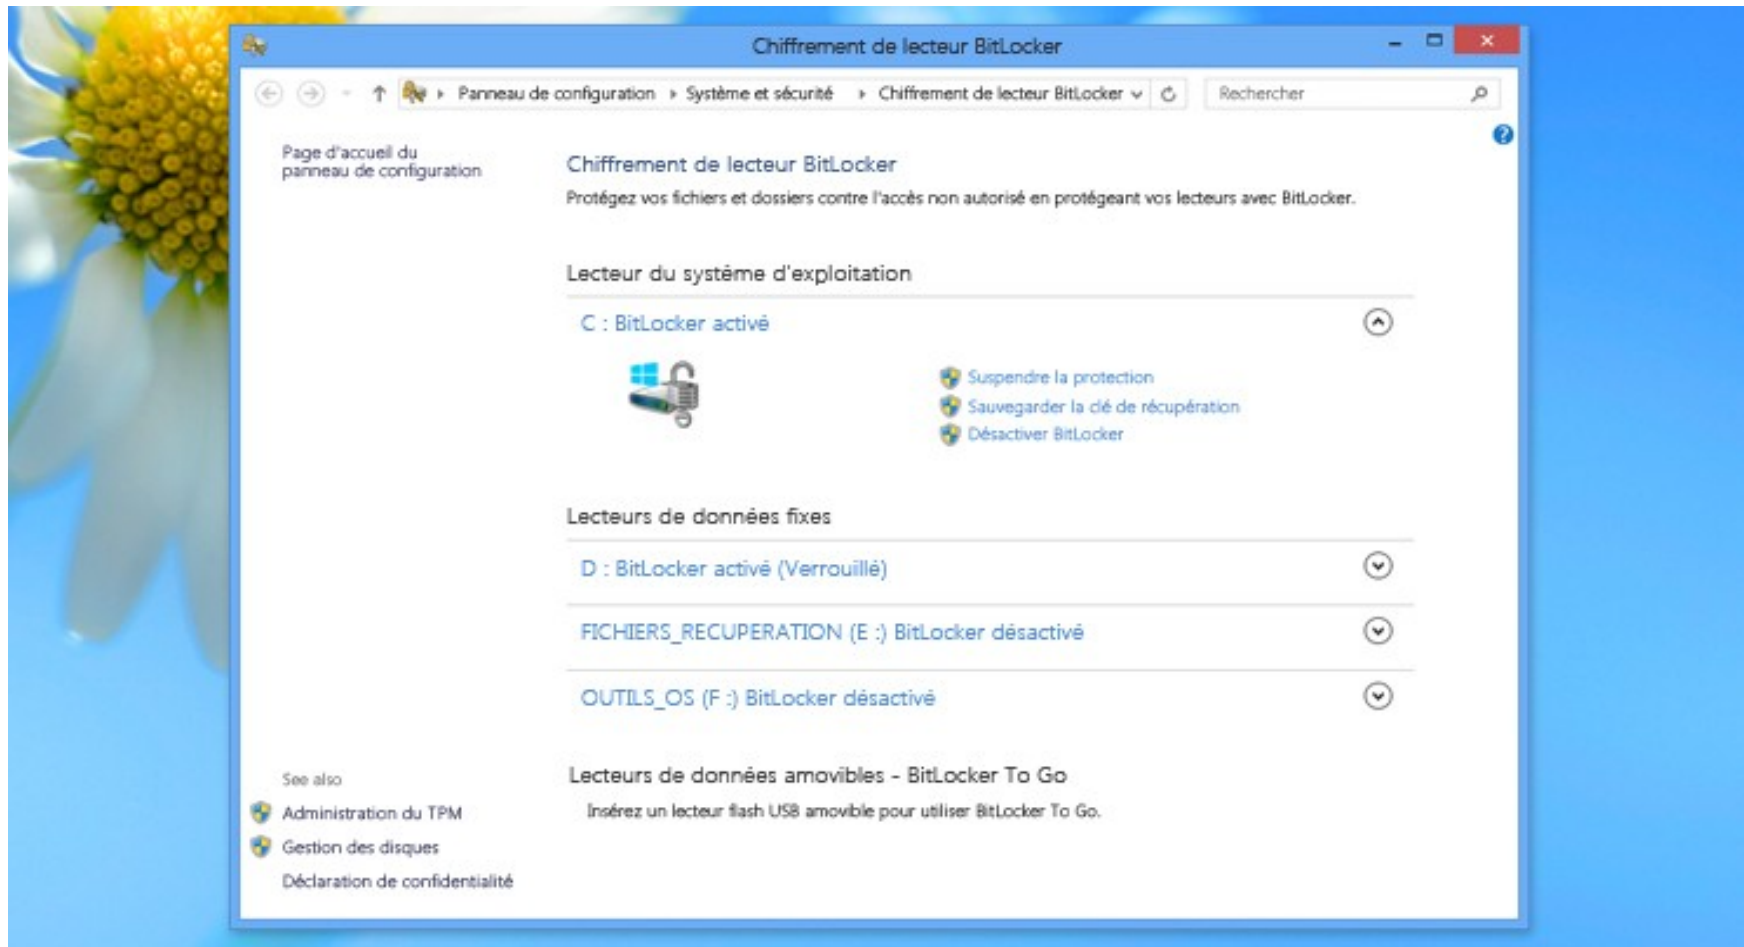 Chiffrement de lecteur BitLocker
Panneau de configuration Système et sécurité Chiffrement de lecteur BitLocker
Rechercher
Page d'accueil du
panneau de configuration
Chiffrement de lecteur BitLocker
Protégez vos fichiers et dossiers contre l'accès non autorisé en protégeant vos lecteurs avec BitLocker.
Lecteur du système d'exploitation
C : BitLocker activé
Suspendre la protection
Sauvegarder la clé de récupération
Désactiver BitLocker
Lecteurs de données fixes
D : BitLocker activé (Verrouillé)
FICHIERS_RECUPERATION (E :) BitLocker désactivé
OUTILS_OS (F :) BitLocker désactivé
Lecteurs de données amovibles - BitLocker To Go
Insérez un lecteur flash USB amovible pour utiliser BitLocker To Go.
See also
Administration du TPM
Gestion des disques
Déclaration de confidentialité